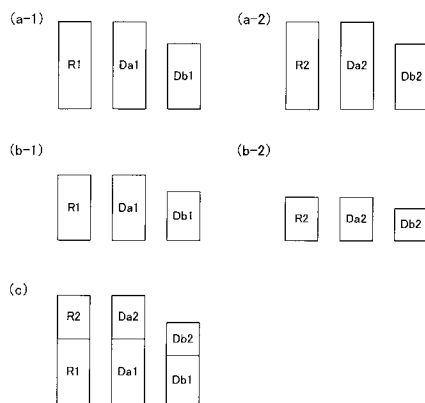 (a-1)
R1 Da1 Db1
(a-2)
R2 Da2 Db2
(b-1)
R1 Da1 Db1
(b-2)
R2 Da2 Db2
(c)
R2 Da2 Db2
R1 Da1 Db1